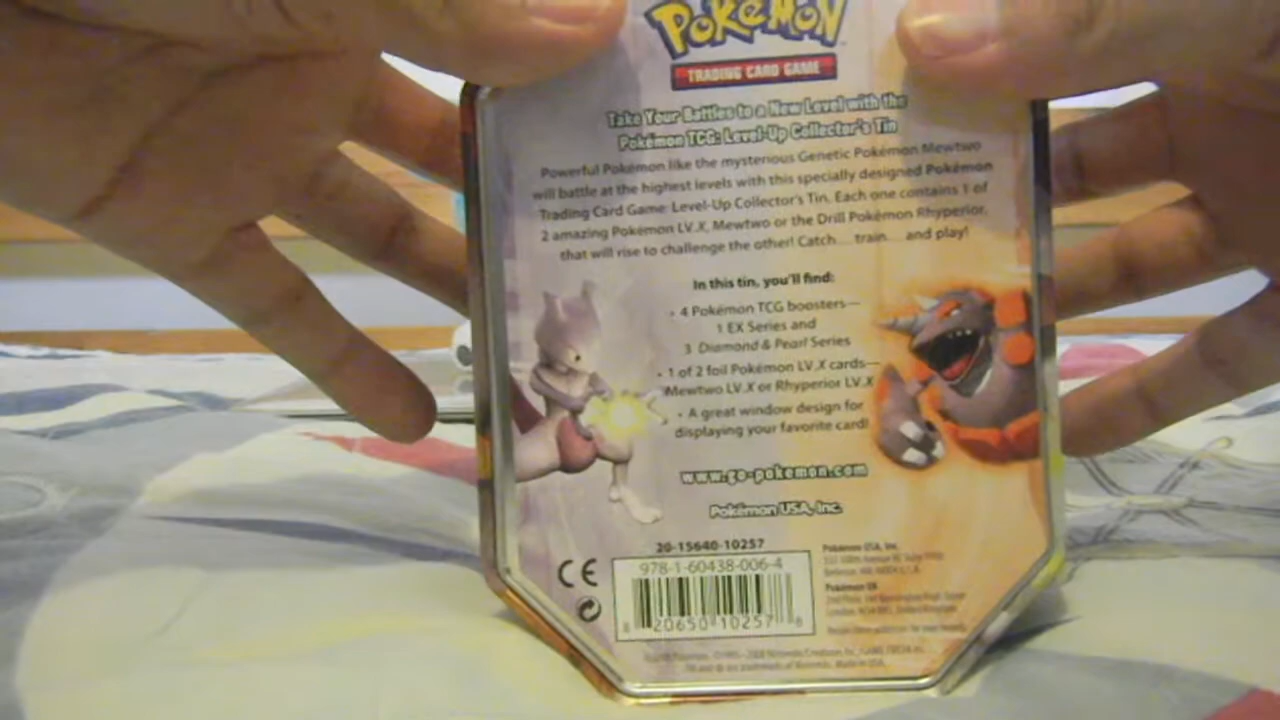 POKéMON
TRADING CARD GAME
Take Your Battles to a New Level with the
Pokémon TCG: Level-Up Collector's Tin
Powerful Pokémon like the mysterious Genetic Pokémon Mewtwo
will battle at the highest levels with this specially designed Pokémon
Trading Card Game: Level-Up Collector's Tin. Each one contains 1 of
2 amazing Pokémon LV.X, Mewtwo or the Drill Pokémon Rhyperior,
that will rise to challenge the other! Catch... train... and play!
In this tin, you'll find:
• 4 Pokémon TCG boosters—
1 EX Series and
3 Diamond & Pearl Series
• 1 of 2 foil Pokémon LV.X cards—
Mewtwo LV.X or Rhyperior LV.X
• A great window design for
displaying your favorite card!
www.go-pokemon.com
Pokémon USA, Inc.
20-15640-10257
CE
978-1-60438-006-4
8 20650 10257 8
Pokémon USA, Inc.
Pokémon UK